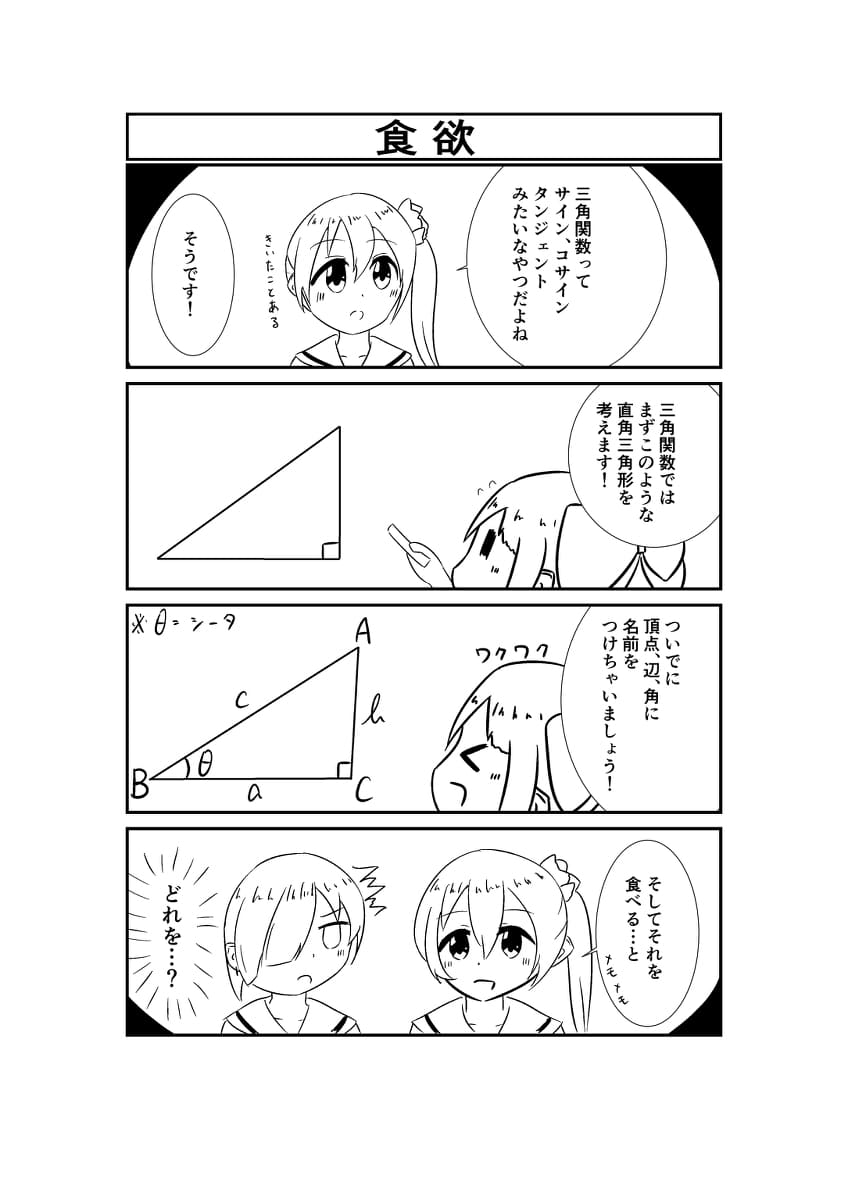 食欲
三角関数って
サイン、コサイン
タンジェント
みたいなやつだよね
きいたことある
そうです！
三角関数では
まずこのような
直角三角形を
考えます！
ついでに
頂点、辺、角に
名前を
つけちゃいましょう！
ワクワク
※θ=シータ
A
c
b
B
θ
a
C
そしてそれを
食べる…と
メモメモ
どれを…？